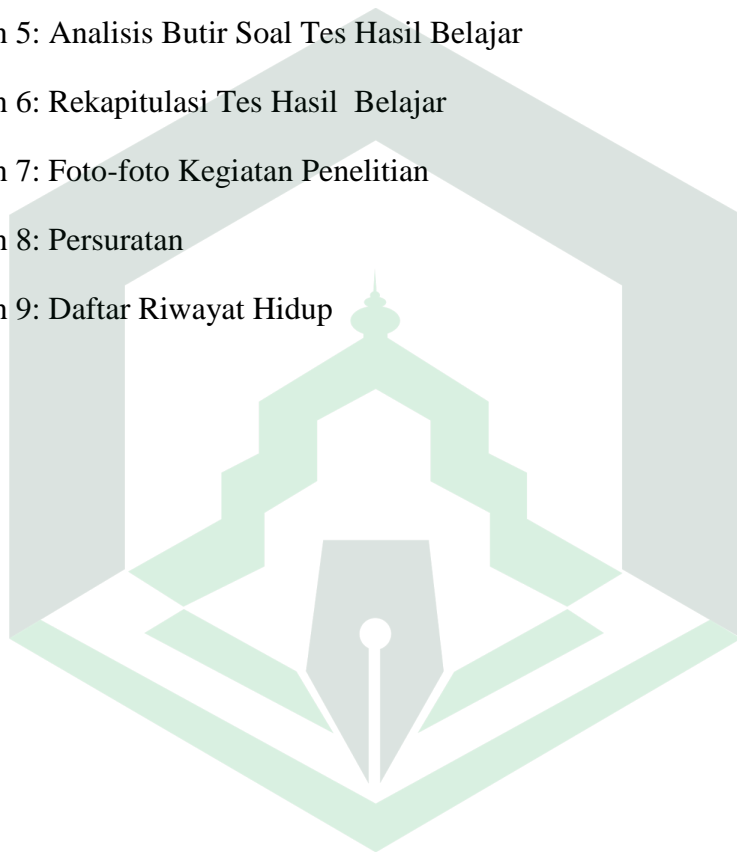 n 5: Analisis Butir Soal Tes Hasil Belajar
n 6: Rekapitulasi Tes Hasil Belajar
n 7: Foto-foto Kegiatan Penelitian
n 8: Persuratan
n 9: Daftar Riwayat Hidup